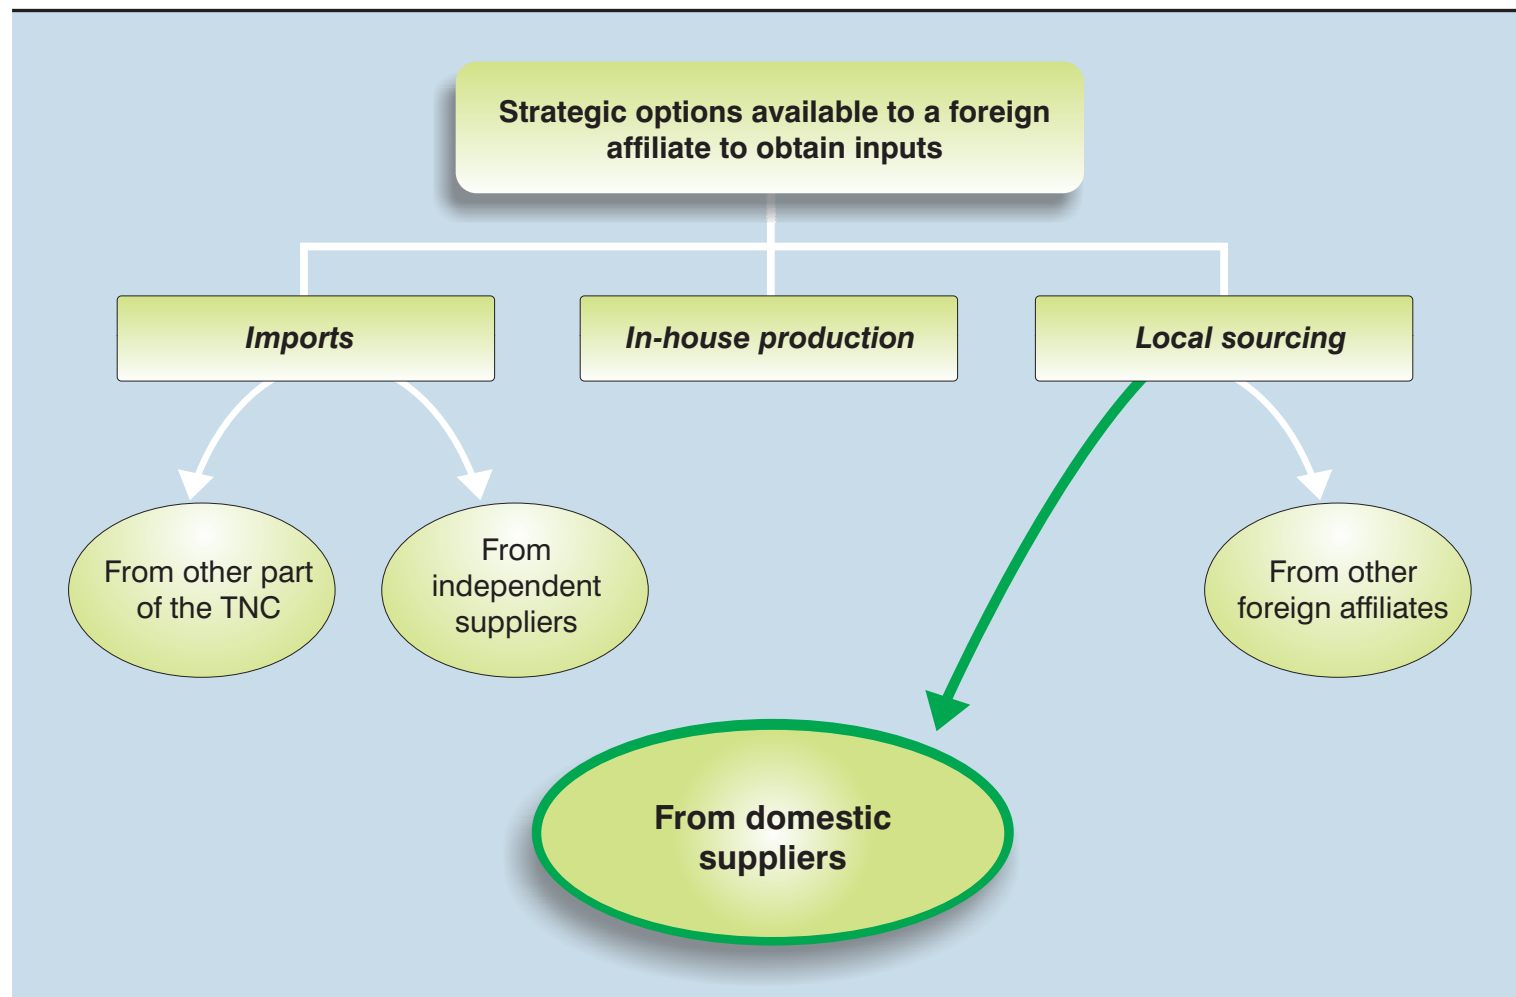 Strategic options available to a foreign
affiliate to obtain inputs
Imports
In-house production
Local sourcing
From other part
of the TNC
From
independent
suppliers
From other
foreign affiliates
From domestic
suppliers